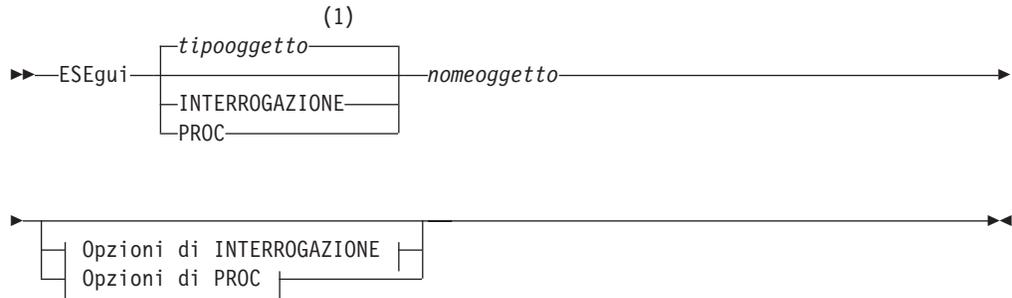 (1)
tipooggetto
ESEgui
nomeoggetto
INTERROGAZIONE
PROC
Opzioni di INTERROGAZIONE
Opzioni di PROC